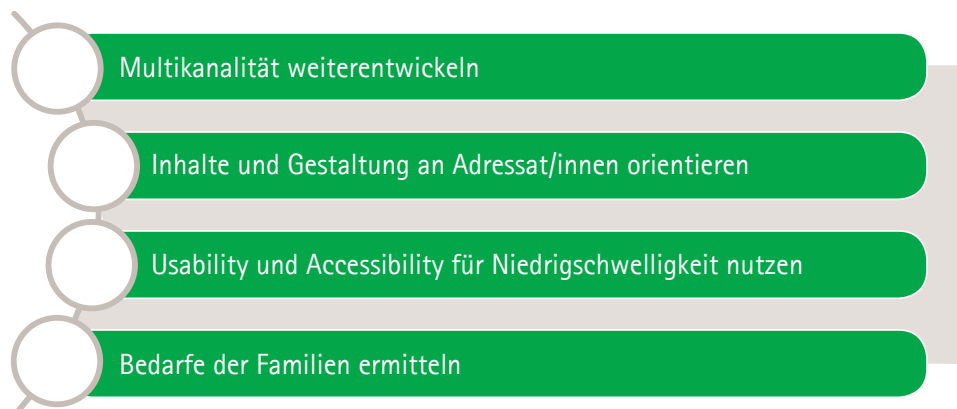 Multikanalität weiterentwickeln
Inhalte und Gestaltung an Adressat/innen orientieren
Usability und Accessibility für Niedrigschwelligkeit nutzen
Bedarfe der Familien ermitteln